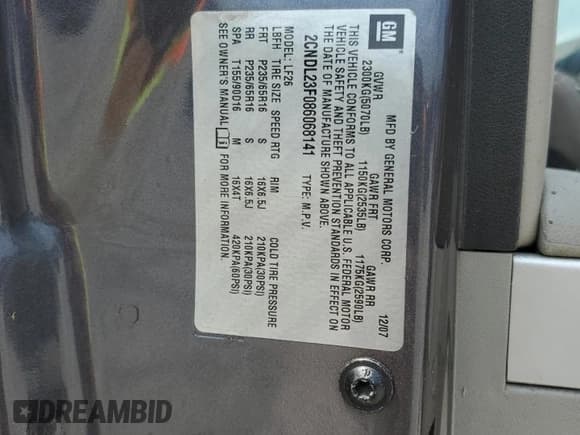 GM
MFD BY GENERAL MOTORS CORP. 12/07
GVWR GAWR FRT GAWR RR
2300KG(5070LB) 1150KG(2535LB) 1175KG(2590LB)
THIS VEHICLE CONFORMS TO ALL APPLICABLE U.S. FEDERAL MOTOR
VEHICLE SAFETY AND THEFT PREVENTION STANDARDS IN EFFECT ON
THE DATE OF MANUFACTURE SHOWN ABOVE.
2CNDL23F086068141 TYPE: M.P.V.
MODEL: LF26
LBFH TIRE SIZE SPEED RTG RIM COLD TIRE PRESSURE
FRT P235/65R16 S 16X6.5J 210KPA(30PSI)
RR P235/65R16 S 16X6.5J 210KPA(30PSI)
SPA T155/90D16 M 16X4T 420KPA(60PSI)
SEE OWNER'S MANUAL FOR MORE INFORMATION.
DREAMBID